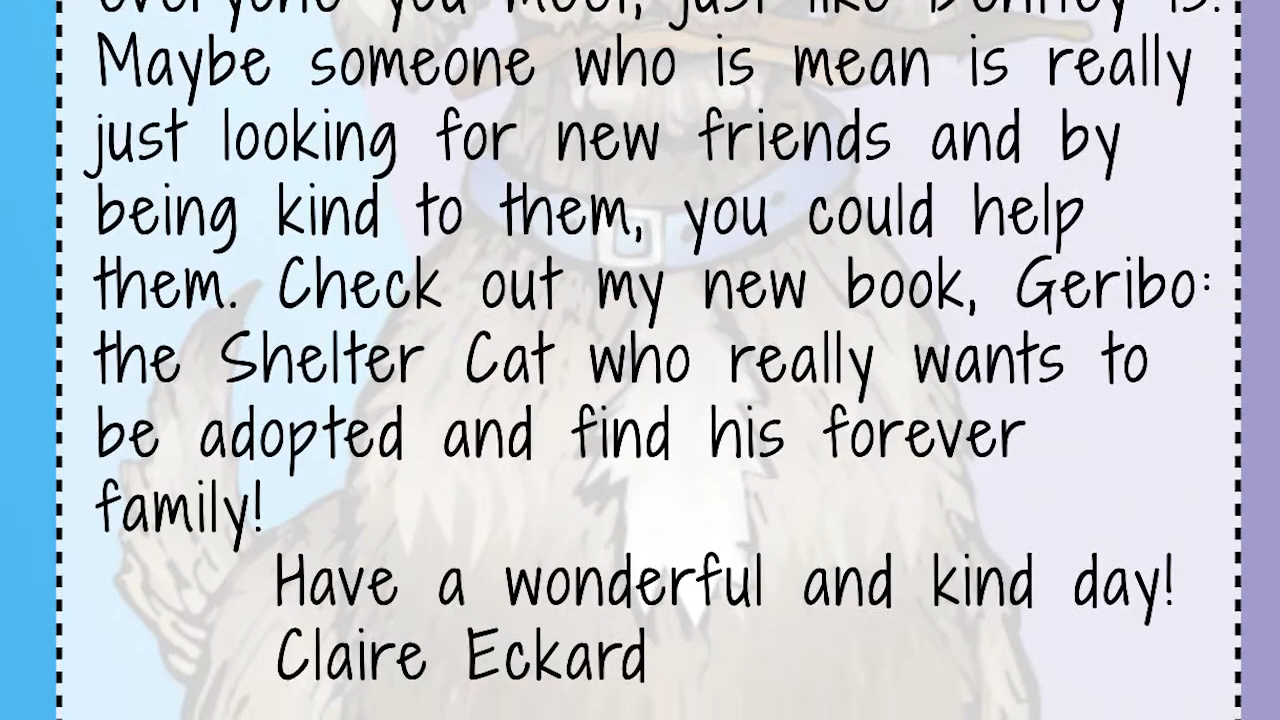 everyone you meet, just like Bentley is!
Maybe someone who is mean is really
just looking for new friends and by
being kind to them, you could help
them. Check out my new book, Geribo:
the Shelter Cat who really wants to
be adopted and find his forever
family!
Have a wonderful and kind day!
Claire Eckard